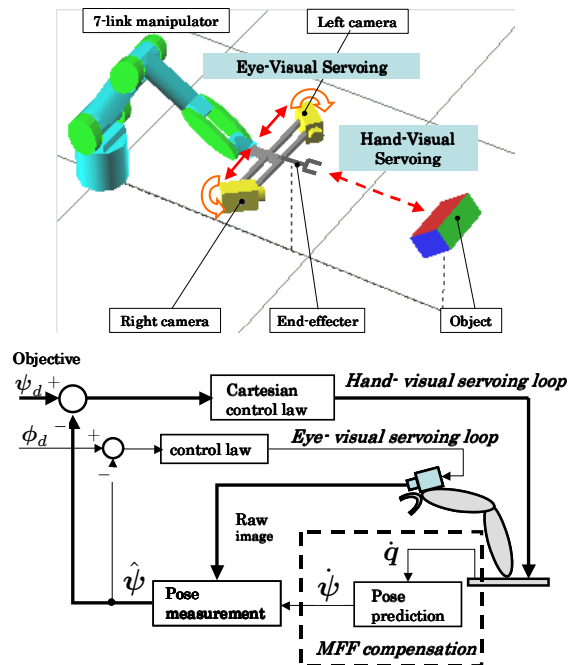 7-link manipulator
Left camera
Eye-Visual Servoing
Hand-Visual
Servoing
Right camera
End-effecter
Object
Objective
ψ_d +
−
Cartesian
control law
Hand- visual servoing loop
ϕ_d
+
−
control law
Eye- visual servoing loop
Raw
image
q̇
ψ̂
ψ̇
Pose
measurement
Pose
prediction
MFF compensation